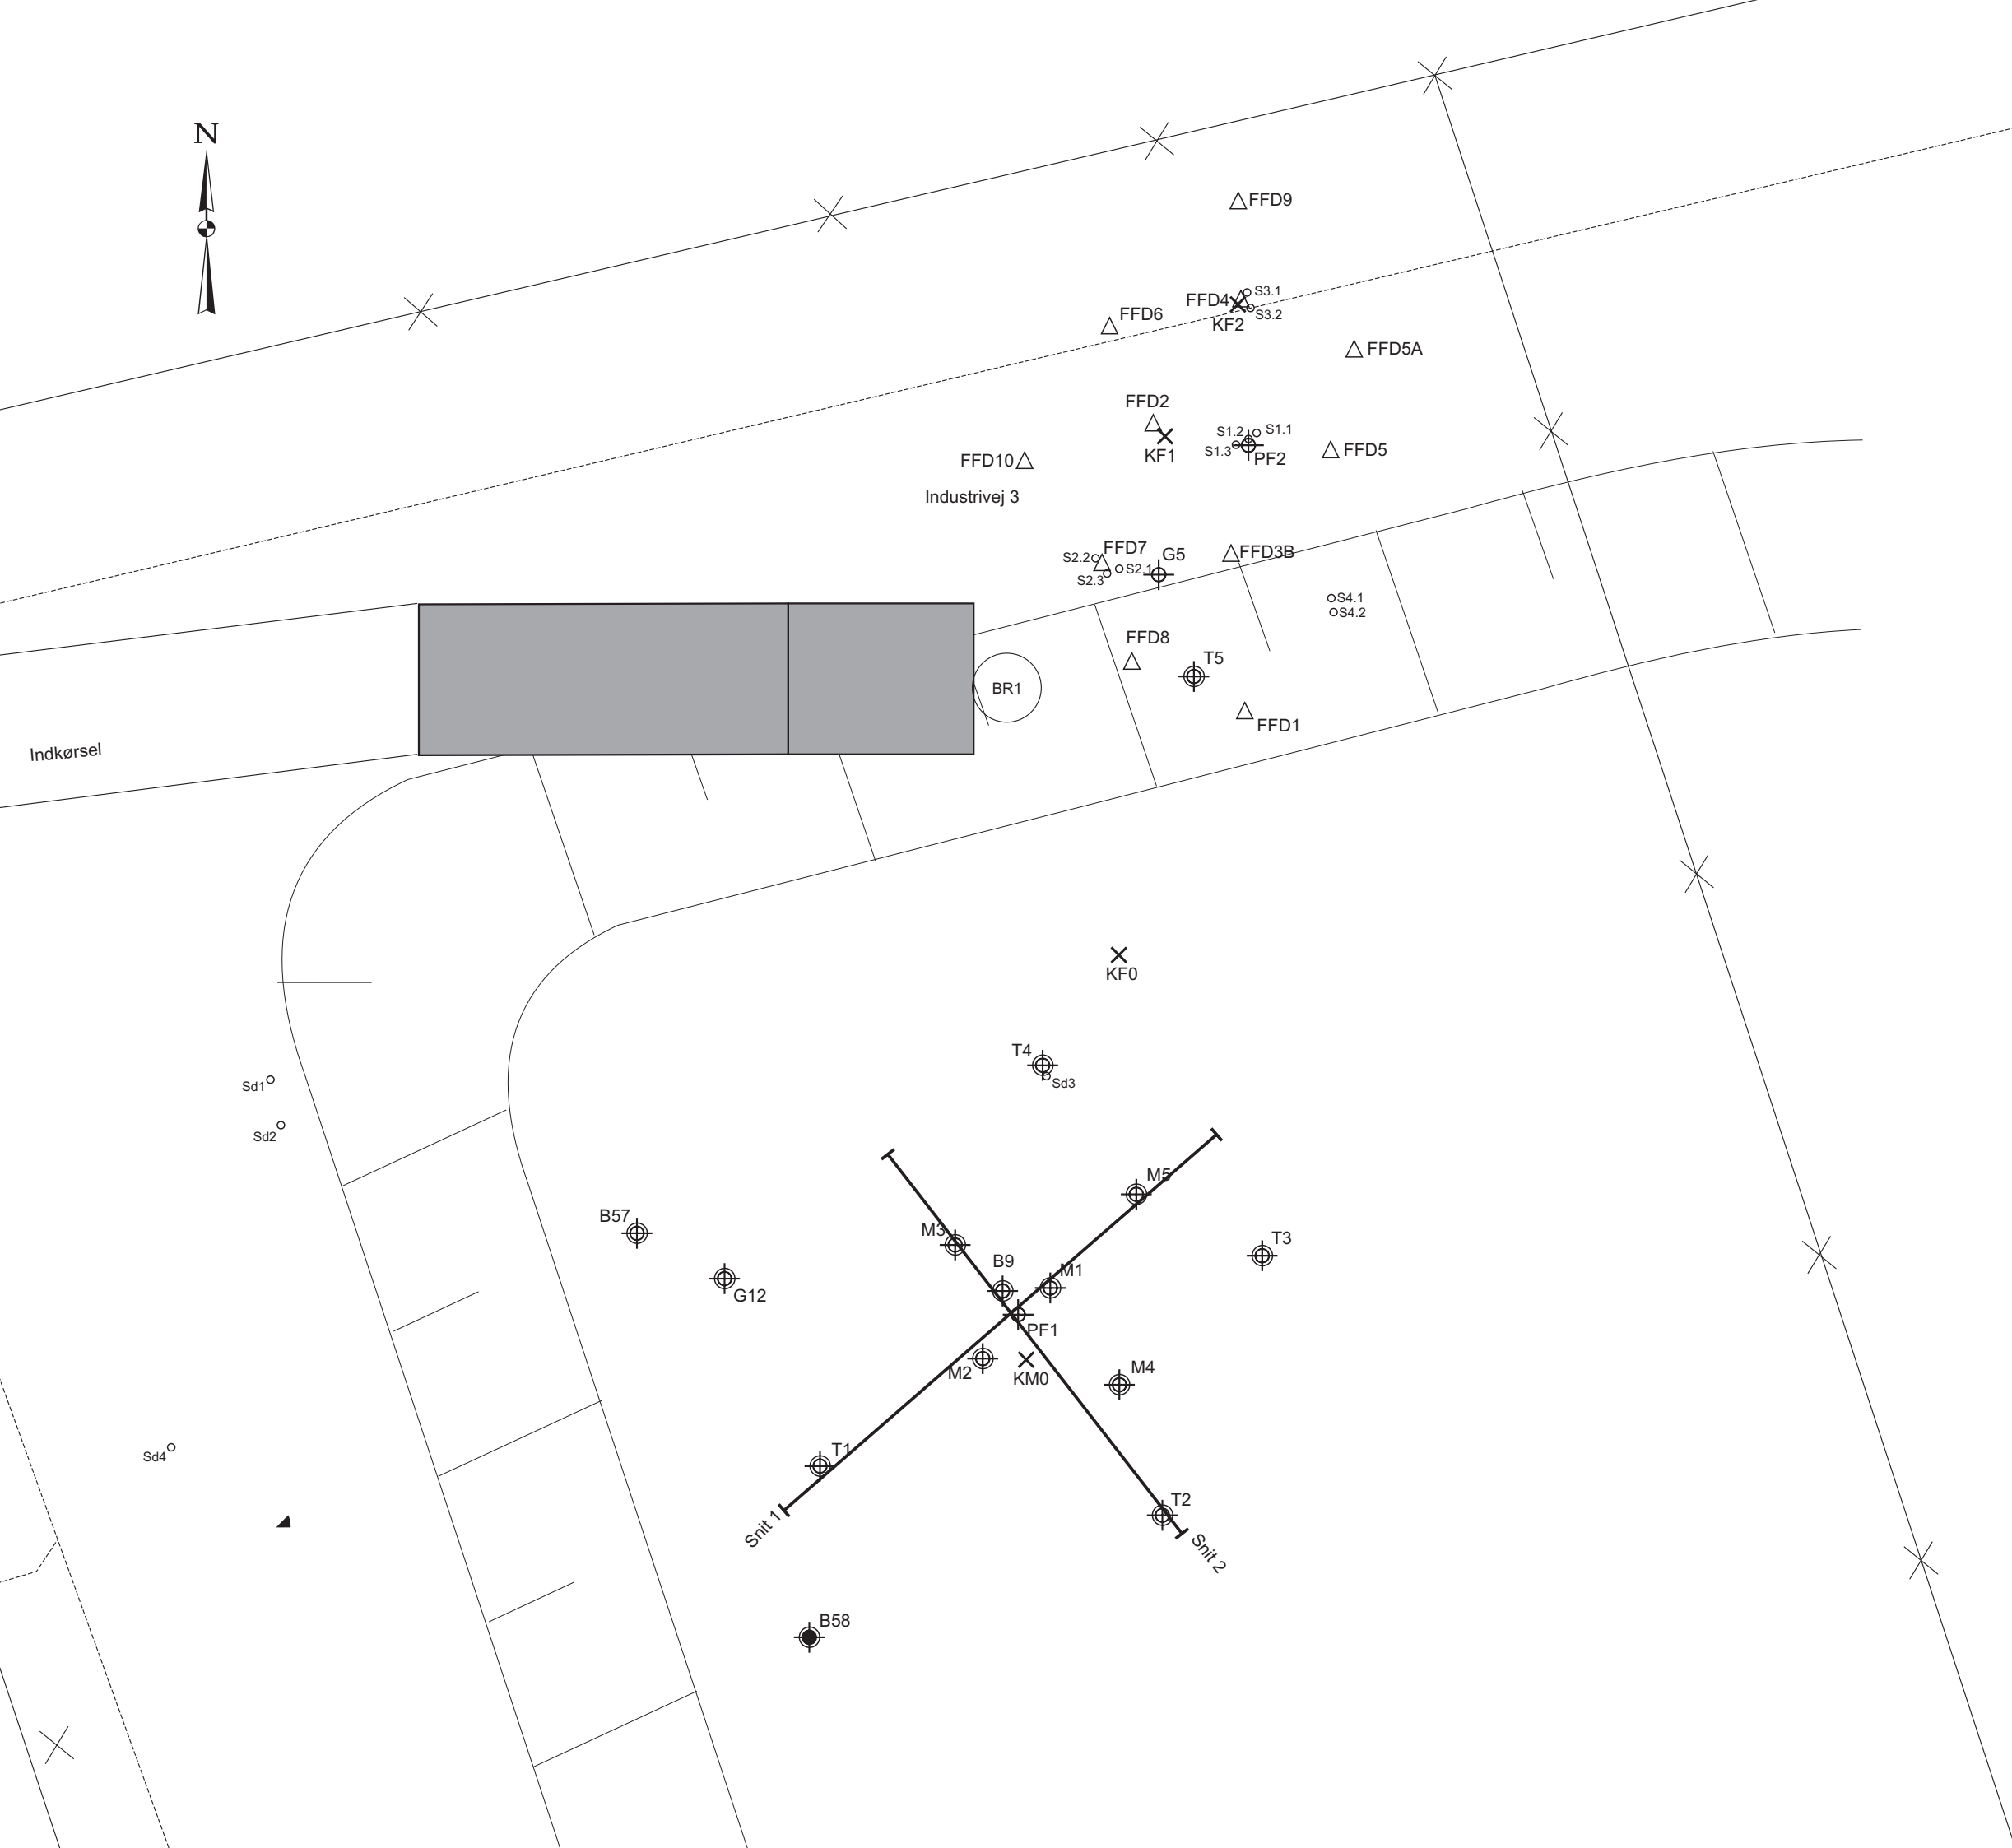 N
FFD9
S3.1
FFD4
S3.2
FFD6
KF2
FFD5A
FFD2
S1.1
S1.2
FFD5
S1.3
KF1
PF2
FFD10
Industrivej 3
FFD7
G5
FFD3B
S2.2
S2.1
S2.3
S4.1
S4.2
FFD8
T5
BR1
FFD1
Indkørsel
KF0
T4
Sd3
Sd1
Sd2
M5
B57
M3
T3
B9
M1
G12
PF1
M2
M4
KM0
T1
Sd4
T2
Snit 1
Snit 2
B58